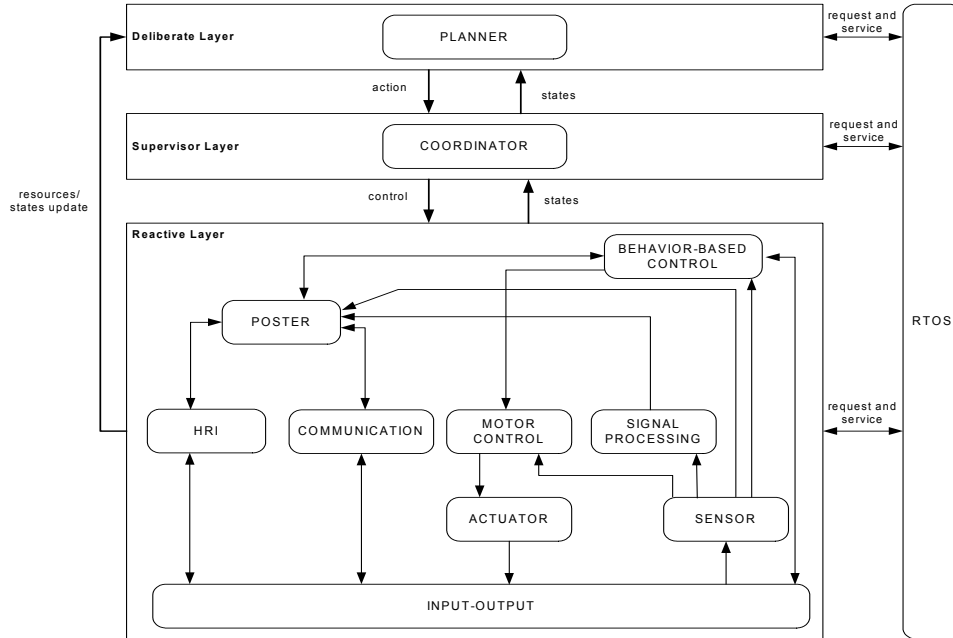 Deliberate Layer
PLANNER
request and
service
action
states
Supervisor Layer
COORDINATOR
request and
service
resources/
states update
control
states
Reactive Layer
BEHAVIOR-BASED
CONTROL
POSTER
RTOS
HRI
COMMUNICATION
MOTOR
CONTROL
SIGNAL
PROCESSING
request and
service
ACTUATOR
SENSOR
INPUT-OUTPUT